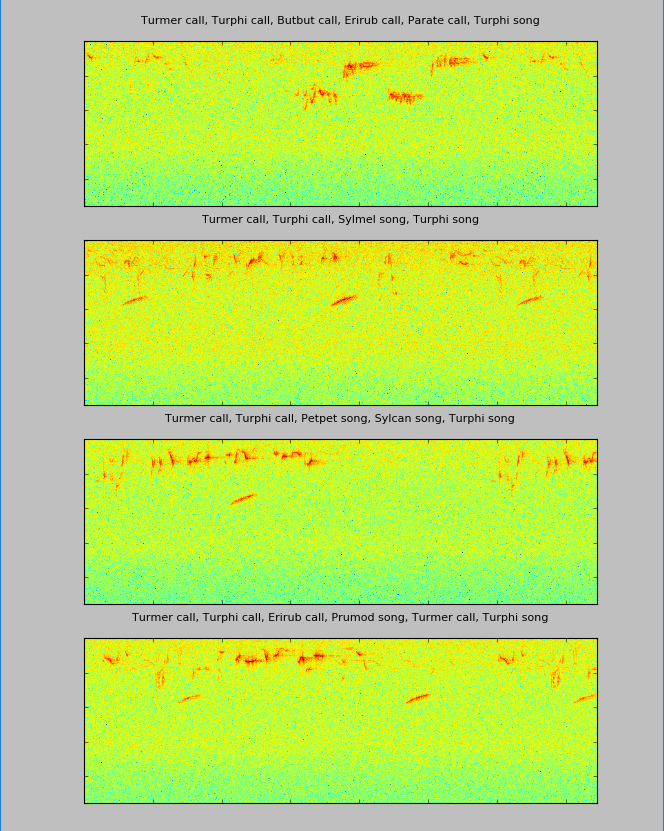 Turmer call, Turphi call, Butbut call, Erirub call, Parate call, Turphi song
Turmer call, Turphi call, Sylmel song, Turphi song
Turmer call, Turphi call, Petpet song, Sylcan song, Turphi song
Turmer call, Turphi call, Erirub call, Prumod song, Turmer call, Turphi song